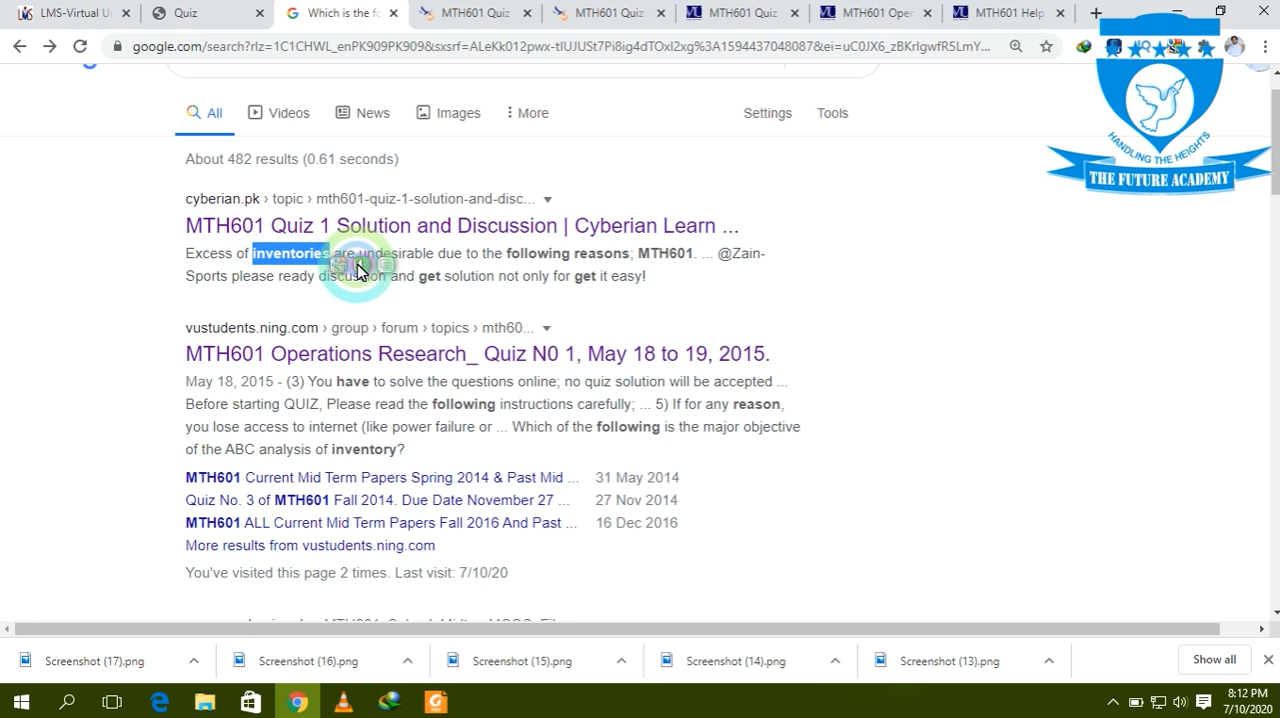 LMS-Virtual U
Quiz
Which is the fo
MTH601 Quiz
MTH601 Quiz
MTH601 Quiz
MTH601 Oper
MTH601 Help
All
Videos
News
Images
More
Settings
Tools
About 482 results (0.61 seconds)
cyberian.pk › topic › mth601-quiz-1-solution-and-disc...
MTH601 Quiz 1 Solution and Discussion | Cyberian Learn ...
Excess of inventories are undesirable due to the following reasons; MTH601. ... @Zain-
Sports please ready discussion and get solution not only for get it easy!
vustudents.ning.com › group › forum › topics › mth60...
MTH601 Operations Research_ Quiz N0 1, May 18 to 19, 2015.
May 18, 2015 - (3) You have to solve the questions online; no quiz solution will be accepted ...
Before starting QUIZ, Please read the following instructions carefully; ... 5) If for any reason,
you lose access to internet (like power failure or ... Which of the following is the major objective
of the ABC analysis of inventory?
MTH601 Current Mid Term Papers Spring 2014 & Past Mid ... 31 May 2014
Quiz No. 3 of MTH601 Fall 2014. Due Date November 27 ... 27 Nov 2014
MTH601 ALL Current Mid Term Papers Fall 2016 And Past ... 16 Dec 2016
More results from vustudents.ning.com
You've visited this page 2 times. Last visit: 7/10/20
HANDLING THE HEIGHTS
THE FUTURE ACADEMY
Screenshot (17).png
Screenshot (16).png
Screenshot (15).png
Screenshot (14).png
Screenshot (13).png
Show all
8:12 PM
7/10/2020